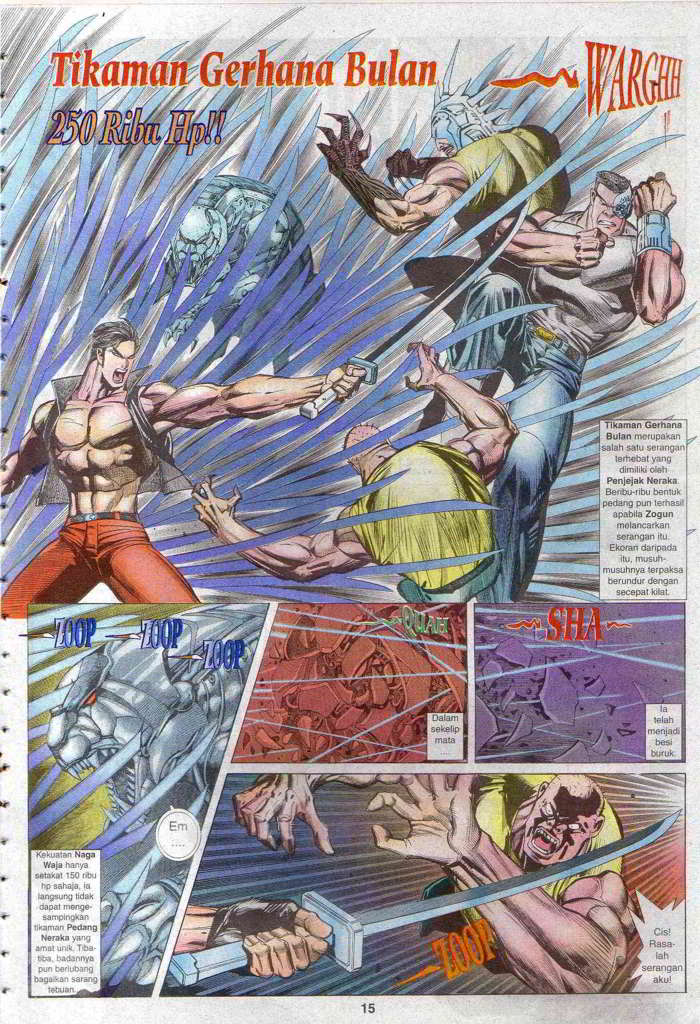 Tikaman Gerhana Bulan
250 Ribu Hp!!
WARGHH
!!
Tikaman Gerhana
Bulan merupakan
salah satu serangan
terhebat yang
dimiliki oleh
Penjejak Neraka.
Beribu-ribu bentuk
pedang pun terhasil
apabila Zogun
melancarkan
serangan itu.
Ekoran daripada
itu, musuh-
musuhnya terpaksa
berundur dengan
secepat kilat.
ZOOP ZOOP ZOOP
QUAH
SHA
Dalam
sekelip
mata
....
Ia
telah
menjadi
besi
buruk.
Em
....
Kekuatan Naga
Waja hanya
setakat 150 ribu
hp sahaja, ia
langsung tidak
dapat menge-
sampingkan
tikaman Pedang
Neraka yang
amat unik. Tiba-
tiba, badannya
pun berlubang
bagaikan sarang
tebuan.
ZOOP
Cis!
Rasa-
lah
serangan
aku!
15